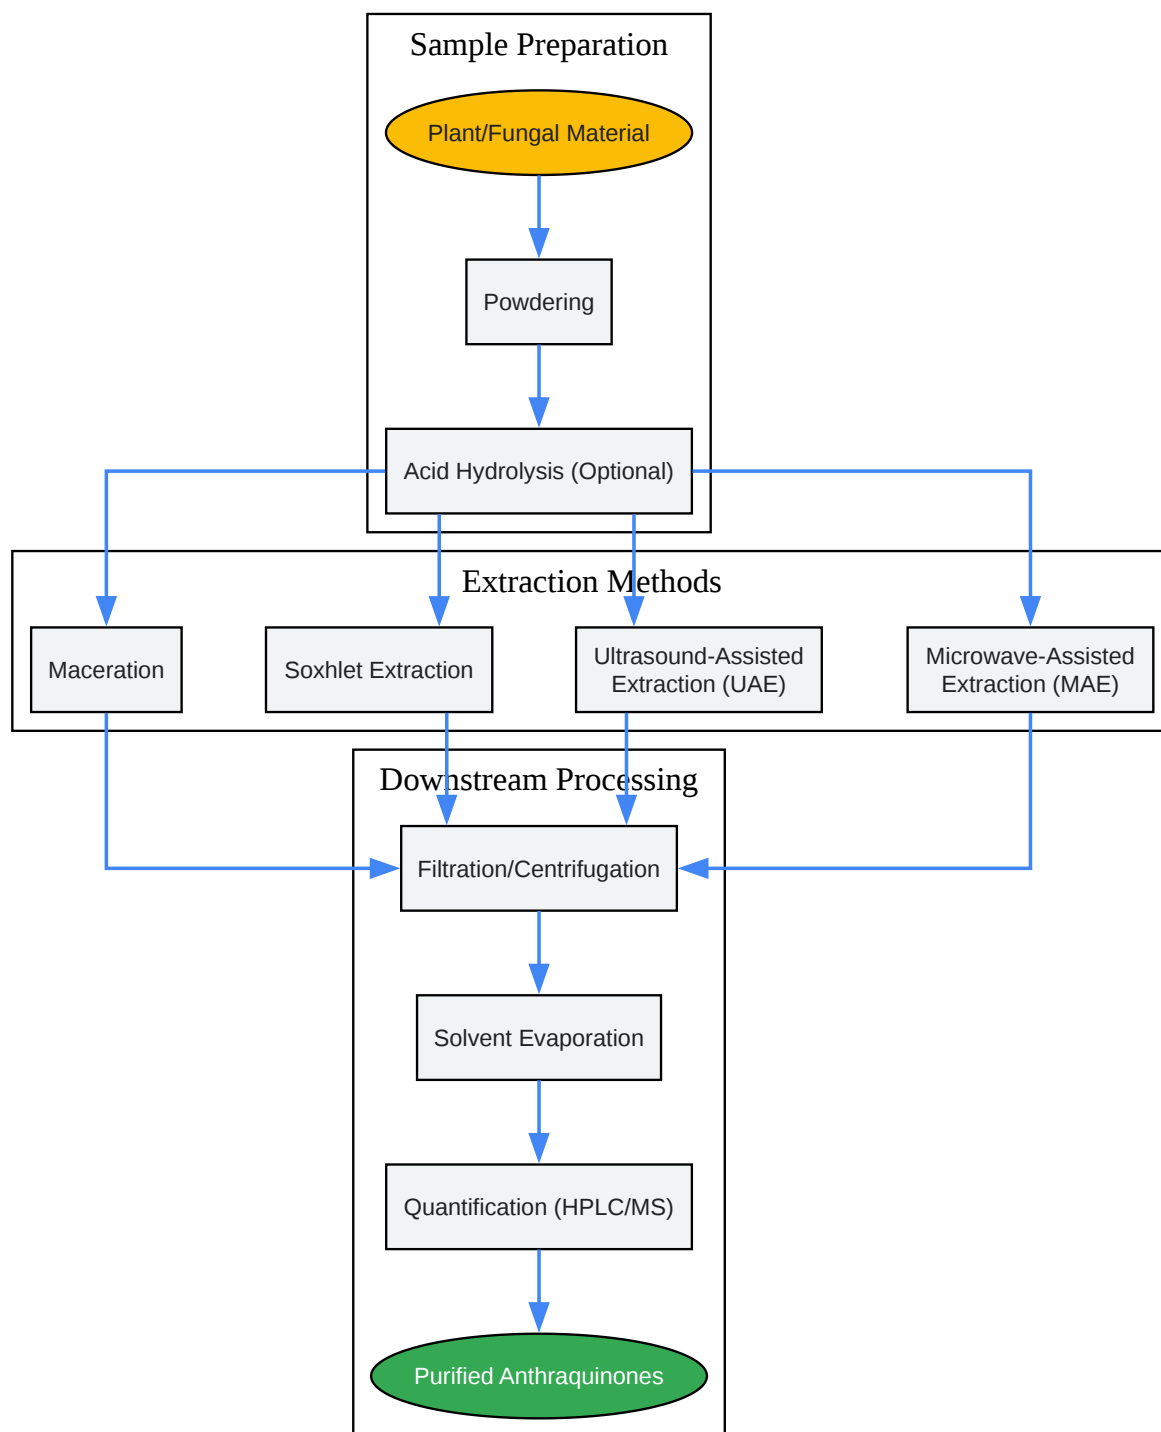 Sample Preparation
Plant/Fungal Material
Powdering
Acid Hydrolysis (Optional)
Extraction Methods
Maceration
Soxhlet Extraction
Ultrasound-Assisted
Extraction (UAE)
Microwave-Assisted
Extraction (MAE)
Downstream Processing
Filtration/Centrifugation
Solvent Evaporation
Quantification (HPLC/MS)
Purified Anthraquinones